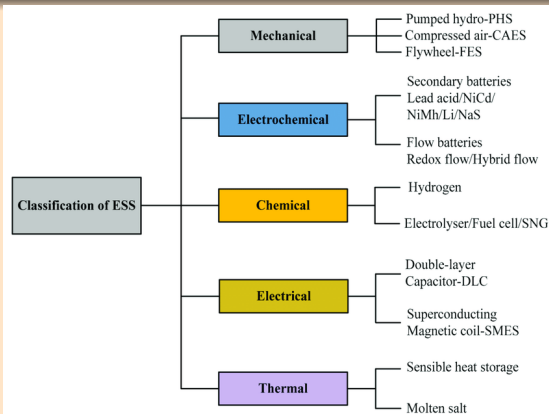 Classification of ESS
Mechanical
Pumped hydro-PHS
Compressed air-CAES
Flywheel-FES
Electrochemical
Secondary batteries
Lead acid/NiCd/
NiMh/Li/NaS
Flow batteries
Redox flow/Hybrid flow
Chemical
Hydrogen
Electrolyser/Fuel cell/SNG
Electrical
Double-layer
Capacitor-DLC
Superconducting
Magnetic coil-SMES
Thermal
Sensible heat storage
Molten salt